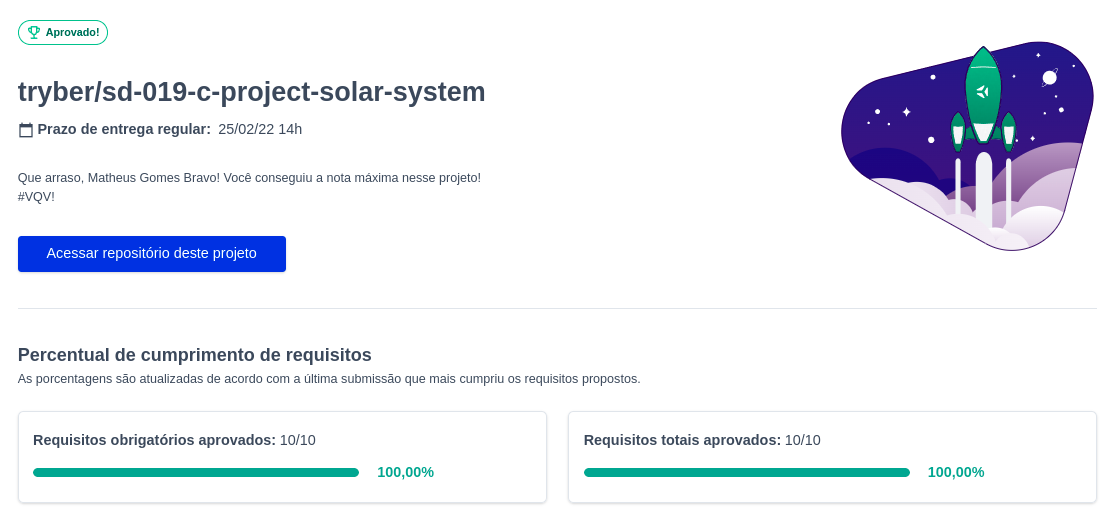 Aprovado!
tryber/sd-019-c-project-solar-system
Prazo de entrega regular: 25/02/22 14h
Que arraso, Matheus Gomes Bravo! Você conseguiu a nota máxima nesse projeto!
#VQV!
Acessar repositório deste projeto
Percentual de cumprimento de requisitos
As porcentagens são atualizadas de acordo com a última submissão que mais cumpriu os requisitos propostos.
Requisitos obrigatórios aprovados: 10/10
100,00%
Requisitos totais aprovados: 10/10
100,00%